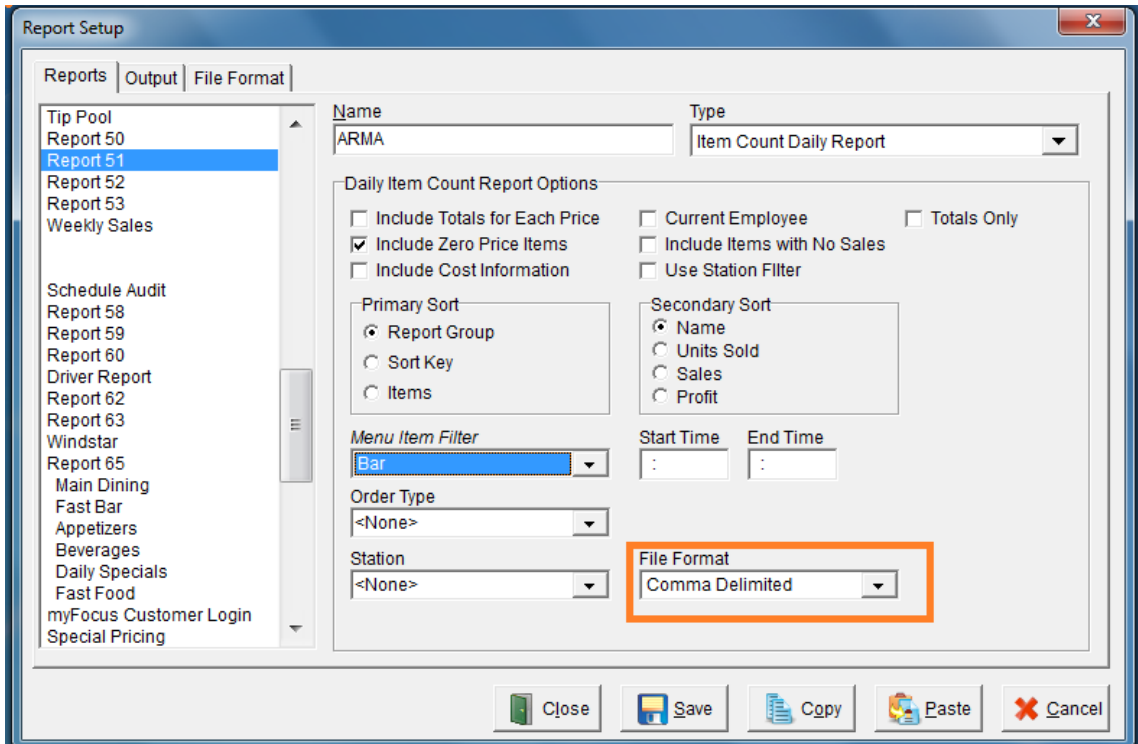 Report Setup
Reports Output File Format
Tip Pool
Report 50
Report 51
Report 52
Report 53
Weekly Sales
Schedule Audit
Report 58
Report 59
Report 60
Driver Report
Report 62
Report 63
Windstar
Report 65
Main Dining
Fast Bar
Appetizers
Beverages
Daily Specials
Fast Food
myFocus Customer Login
Special Pricing
Name Type
ARMA Item Count Daily Report
Daily Item Count Report Options
Include Totals for Each Price Current Employee Totals Only
Include Zero Price Items Include Items with No Sales
Include Cost Information Use Station FIlter
Primary Sort
Report Group
Sort Key
Items
Secondary Sort
Name
Units Sold
Sales
Profit
Menu Item Filter Start Time End Time
Bar : :
Order Type
<None>
Station File Format
<None> Comma Delimited
Close Save Copy Paste Cancel